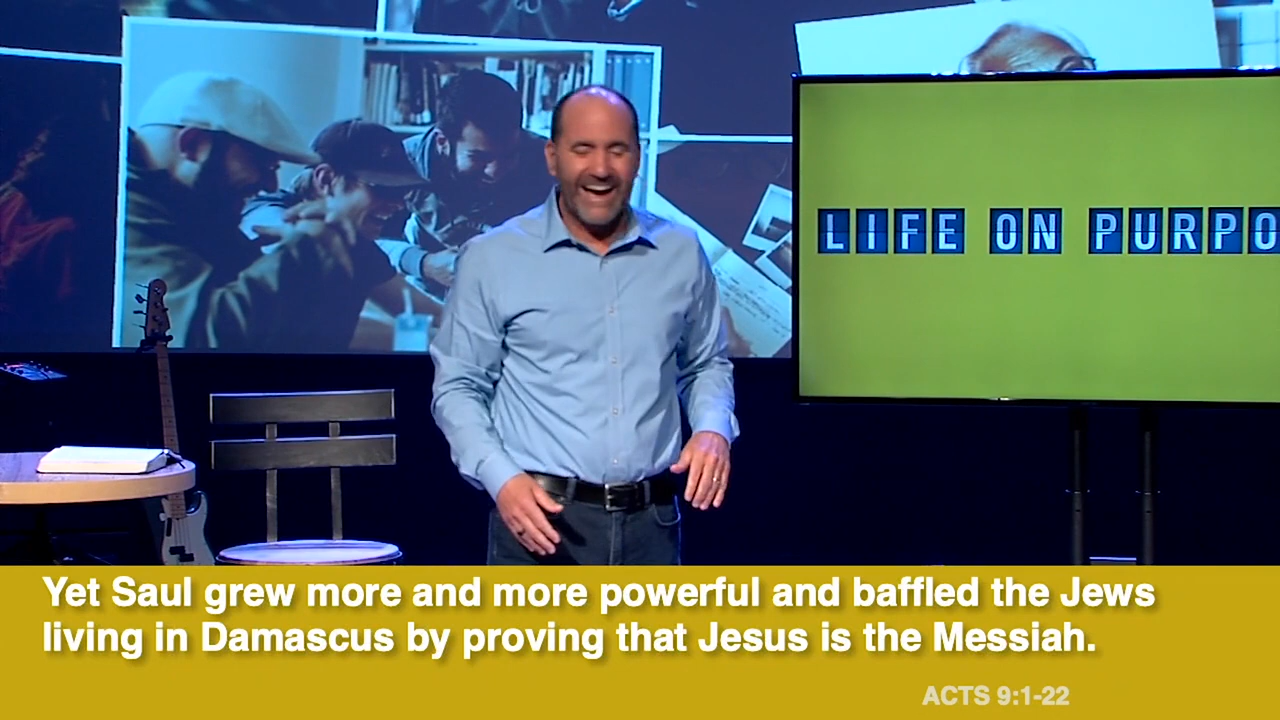 LIFE ON PURPO
Yet Saul grew more and more powerful and baffled the Jews
living in Damascus by proving that Jesus is the Messiah.
ACTS 9:1-22